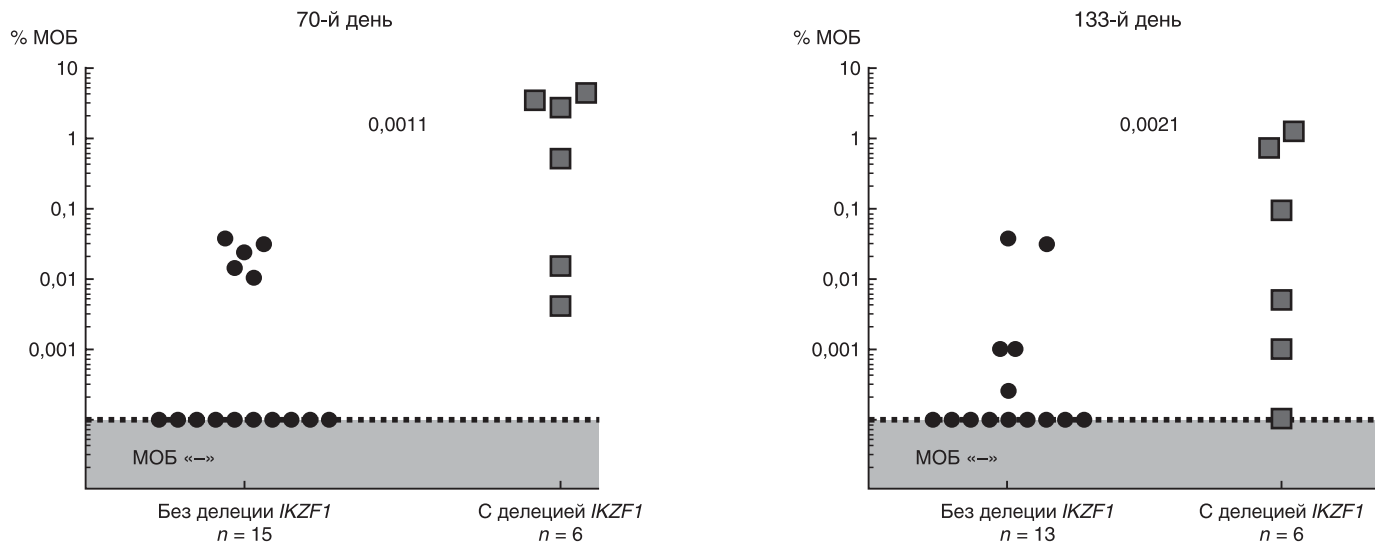 70-й день
% МОБ
10
1
0,1
0,01
0,001
0,0011
МОБ «–»
Без делеции IKZF1
n = 15
С делецией IKZF1
n = 6
133-й день
% МОБ
10
1
0,1
0,01
0,001
0,0021
МОБ «–»
Без делеции IKZF1
n = 13
С делецией IKZF1
n = 6